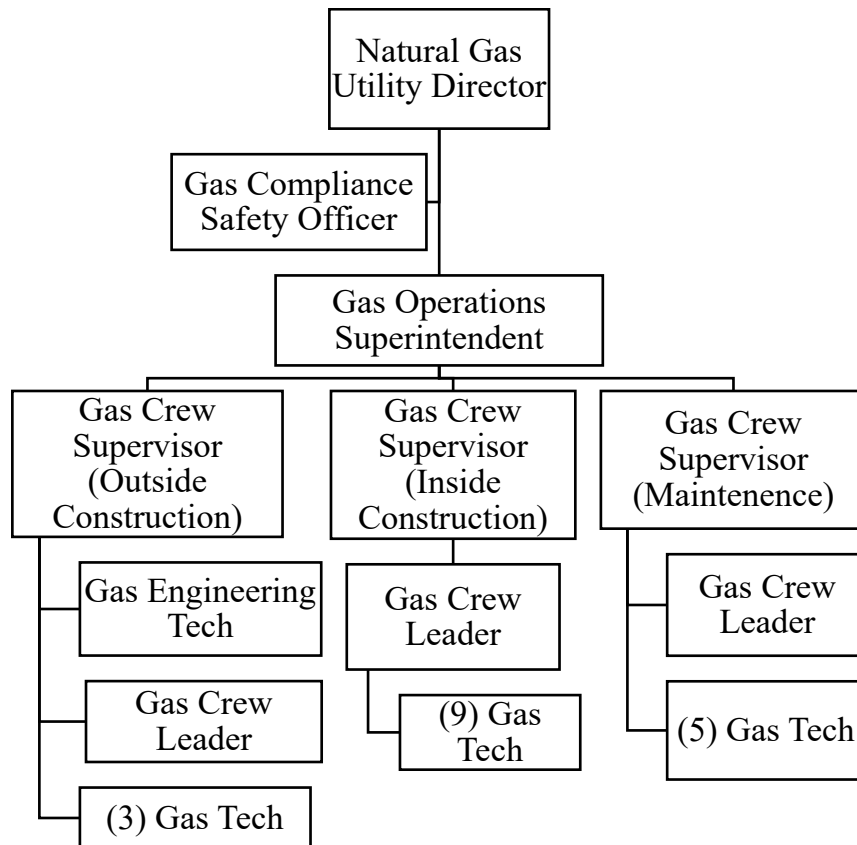 Natural Gas
Utility Director
Gas Compliance
Safety Officer
Gas Operations
Superintendent
Gas Crew
Supervisor
(Outside
Construction)
Gas Engineering
Tech
Gas Crew
Leader
(3) Gas Tech
Gas Crew
Supervisor
(Inside
Construction)
Gas Crew
Leader
(9) Gas
Tech
Gas Crew
Supervisor
(Maintenence)
Gas Crew
Leader
(5) Gas Tech